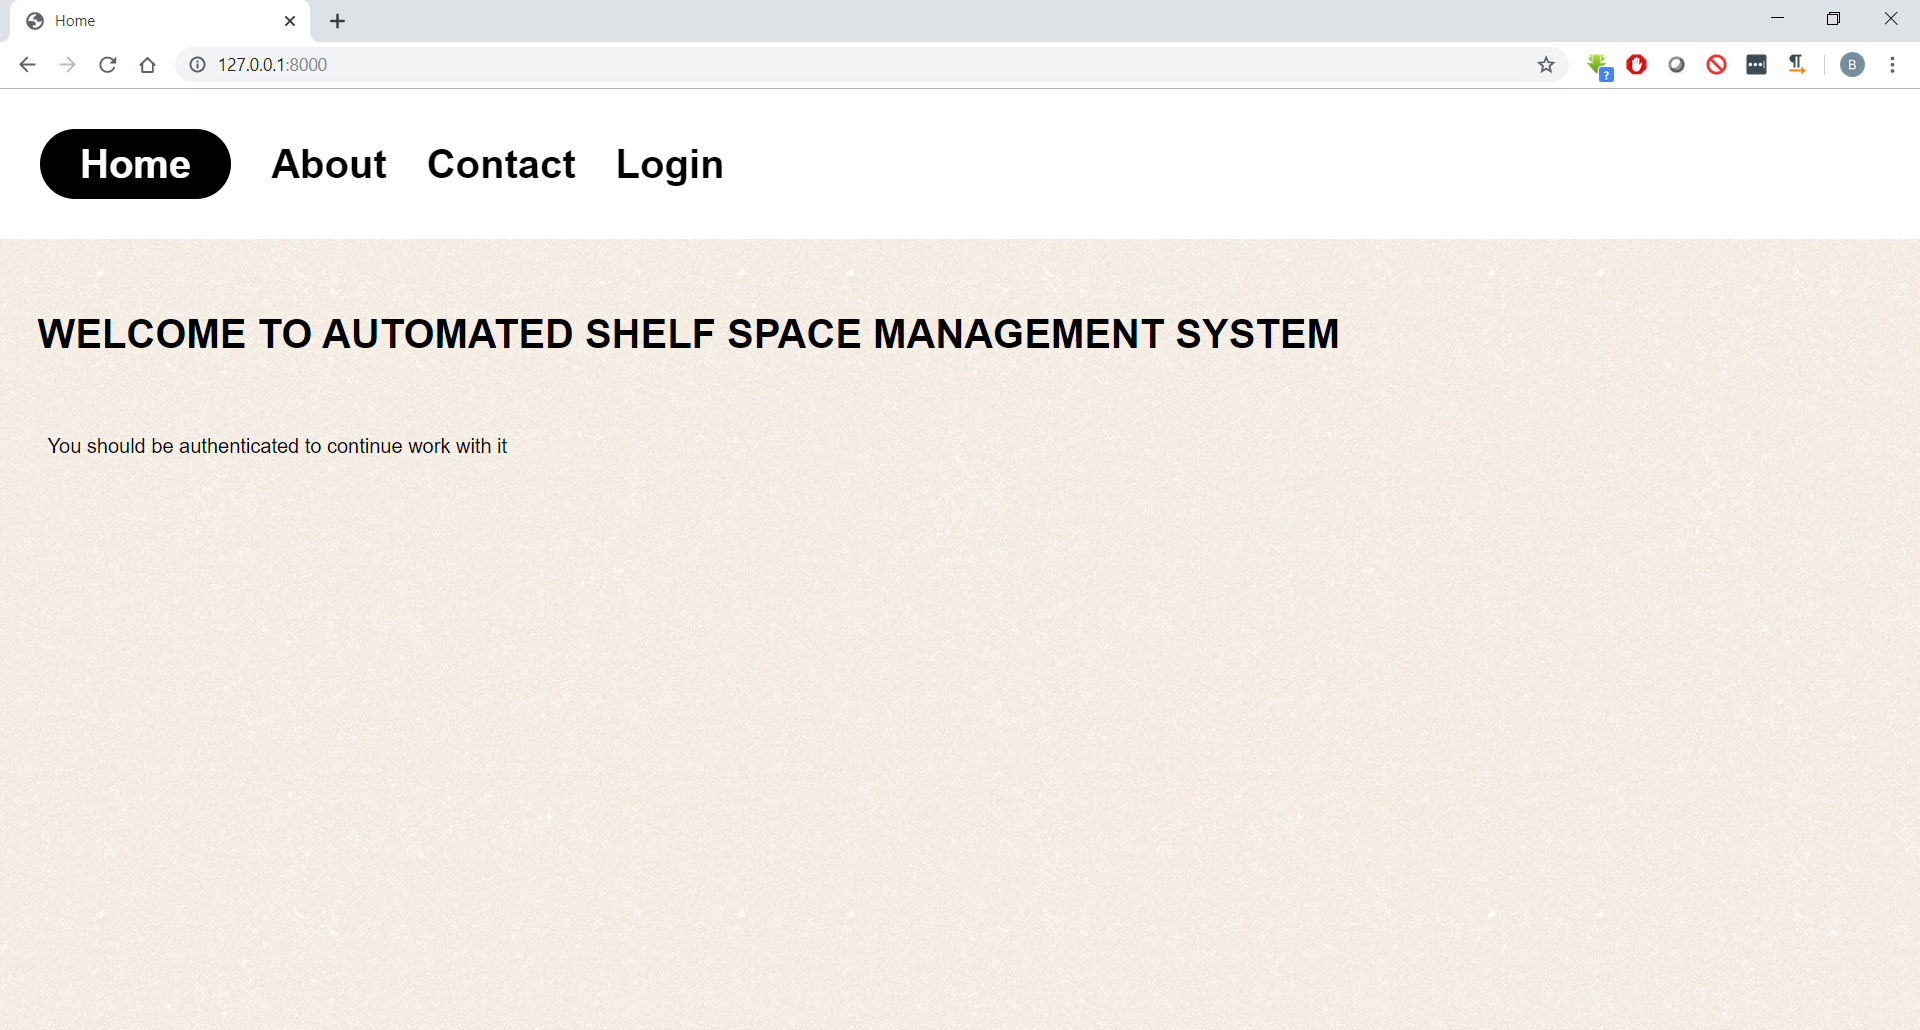 Home
127.0.0.1:8000
?
B
Home About Contact Login
WELCOME TO AUTOMATED SHELF SPACE MANAGEMENT SYSTEM
You should be authenticated to continue work with it